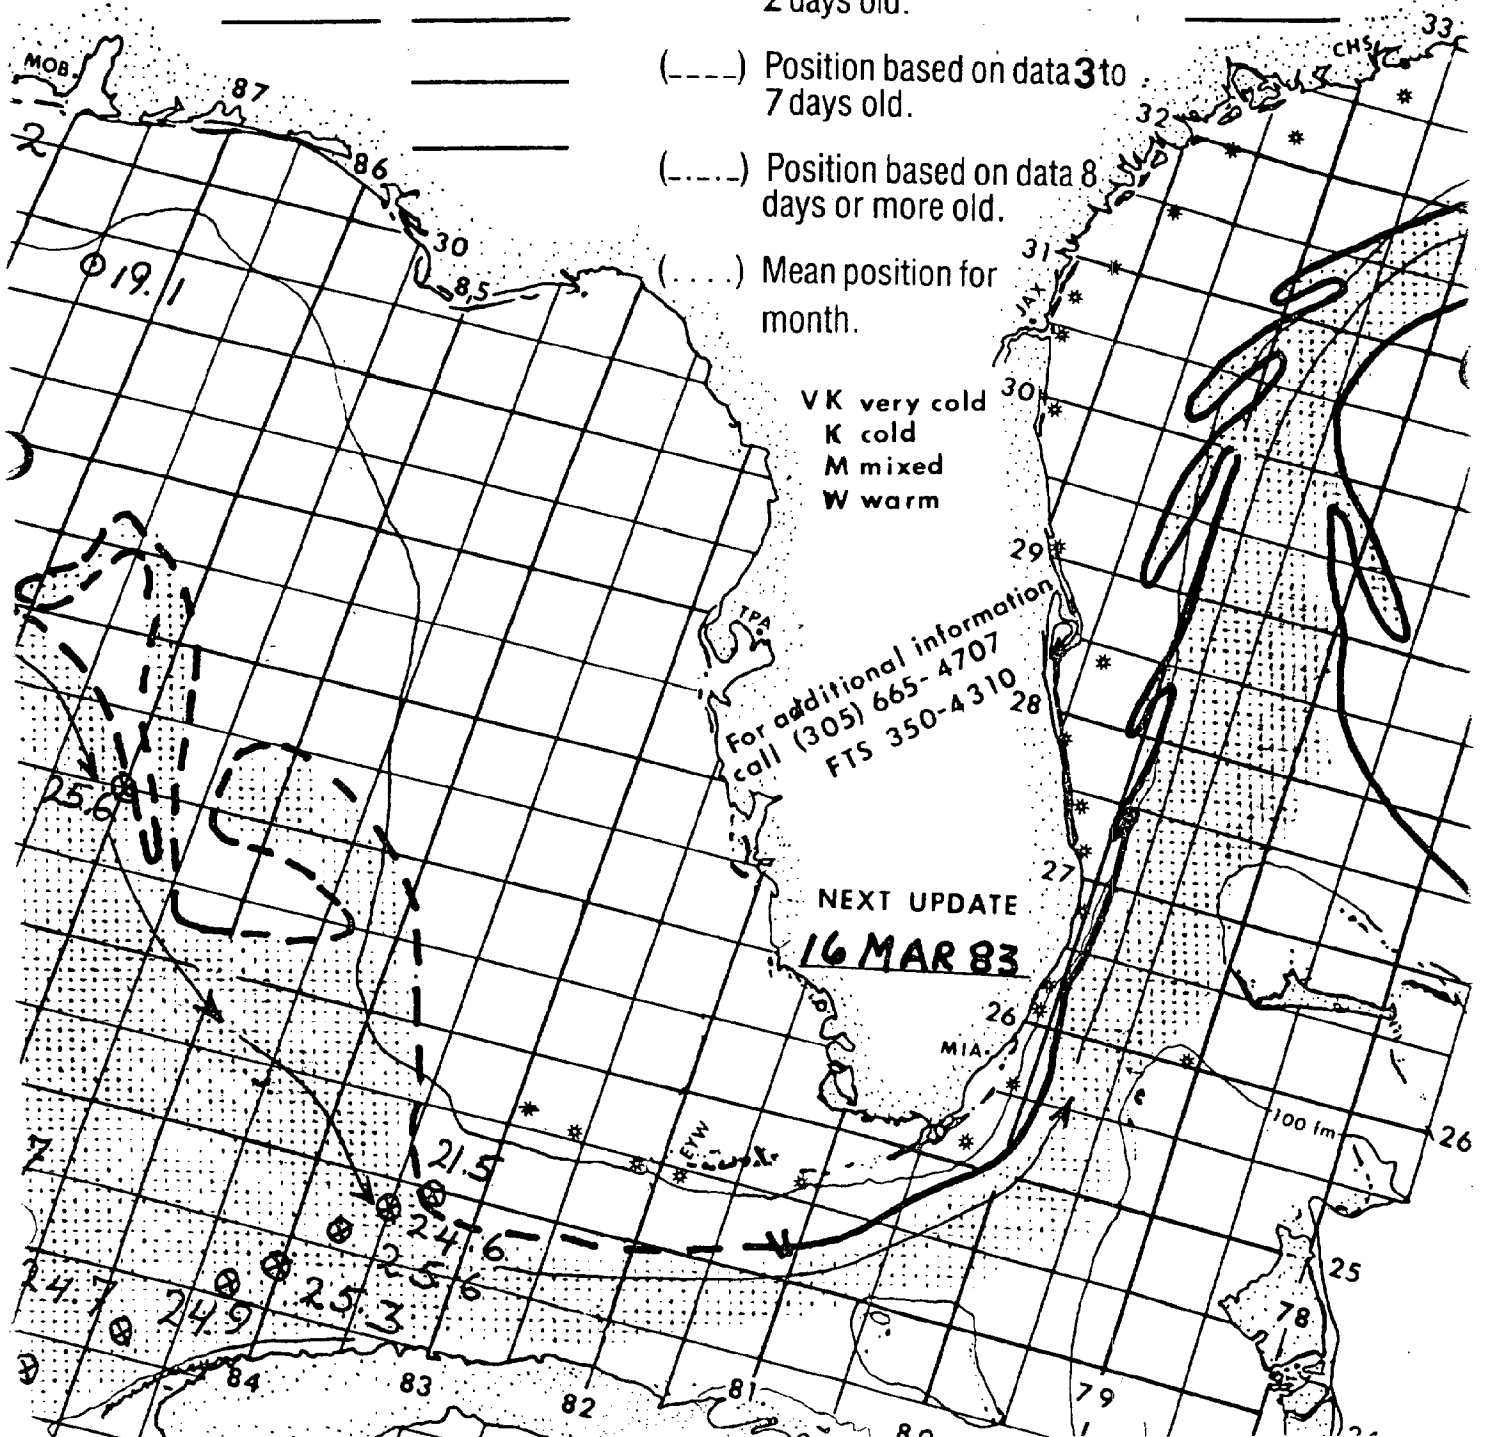 2 days old.
(____) Position based on data 3 to
7 days old.
(_._._) Position based on data 8
days or more old.
(....) Mean position for
month.
VK very cold
K cold
M mixed
W warm
For additional information
call (305) 665-4707
FTS 350-4310
NEXT UPDATE
16 MAR 83
MOB.
87
86
30
85
2
19.1
CHS
33
32
31
JAX
30
29
TPA
28
27
26
MIA.
EYW
100 fm
26
25
78
25.6
7
21.5
24.6
25.6
25.3
24.9
24.7
84
83
82
81
80
79